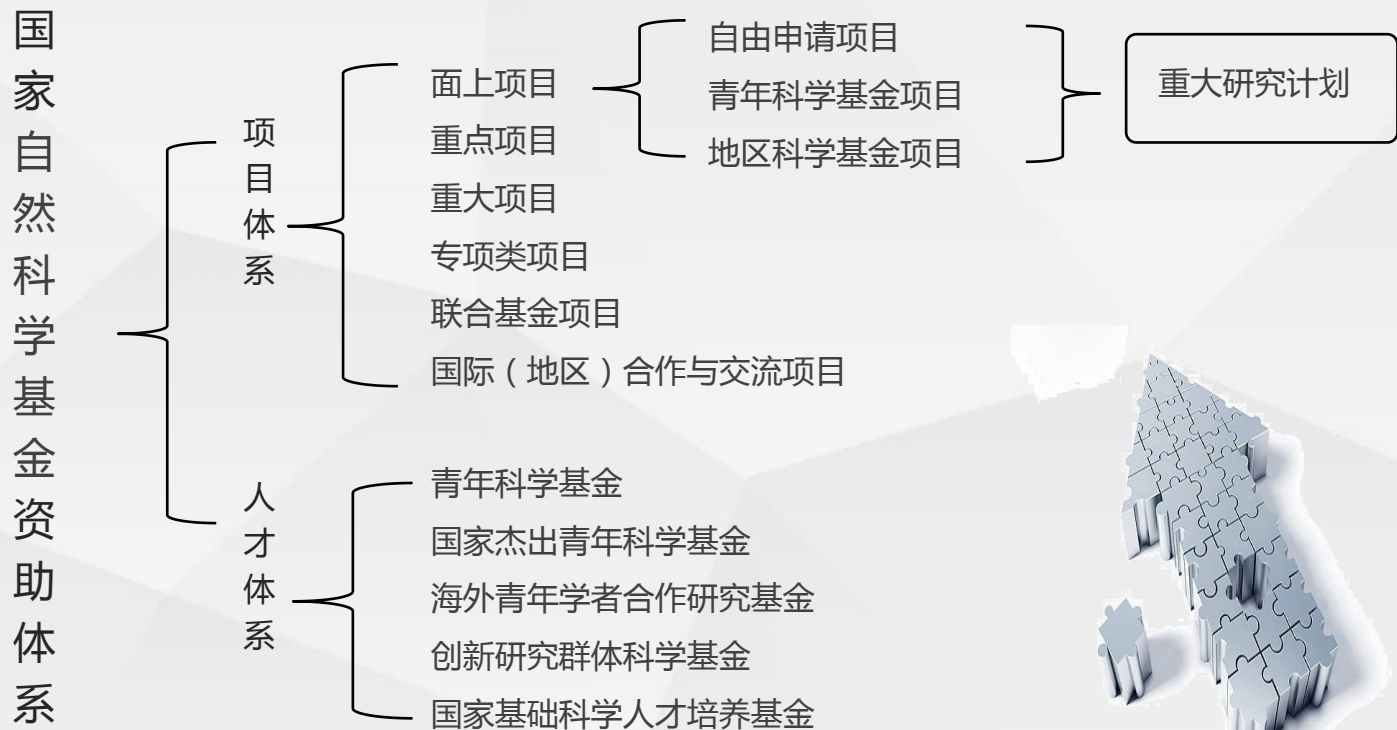 国家自然科学基金资助体系
项目体系
面上项目
重点项目
重大项目
专项类项目
联合基金项目
国际（地区）合作与交流项目
自由申请项目
青年科学基金项目
地区科学基金项目
重大研究计划
人才体系
青年科学基金
国家杰出青年科学基金
海外青年学者合作研究基金
创新研究群体科学基金
国家基础科学人才培养基金